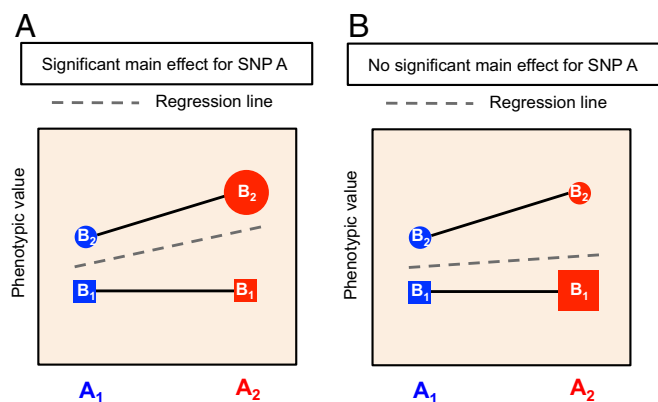 A
Significant main effect for SNP A
Regression line
Phenotypic value
B₂
B₂
B₁
B₁
A₁
A₂
B
No significant main effect for SNP A
Regression line
Phenotypic value
B₂
B₂
B₁
B₁
A₁
A₂